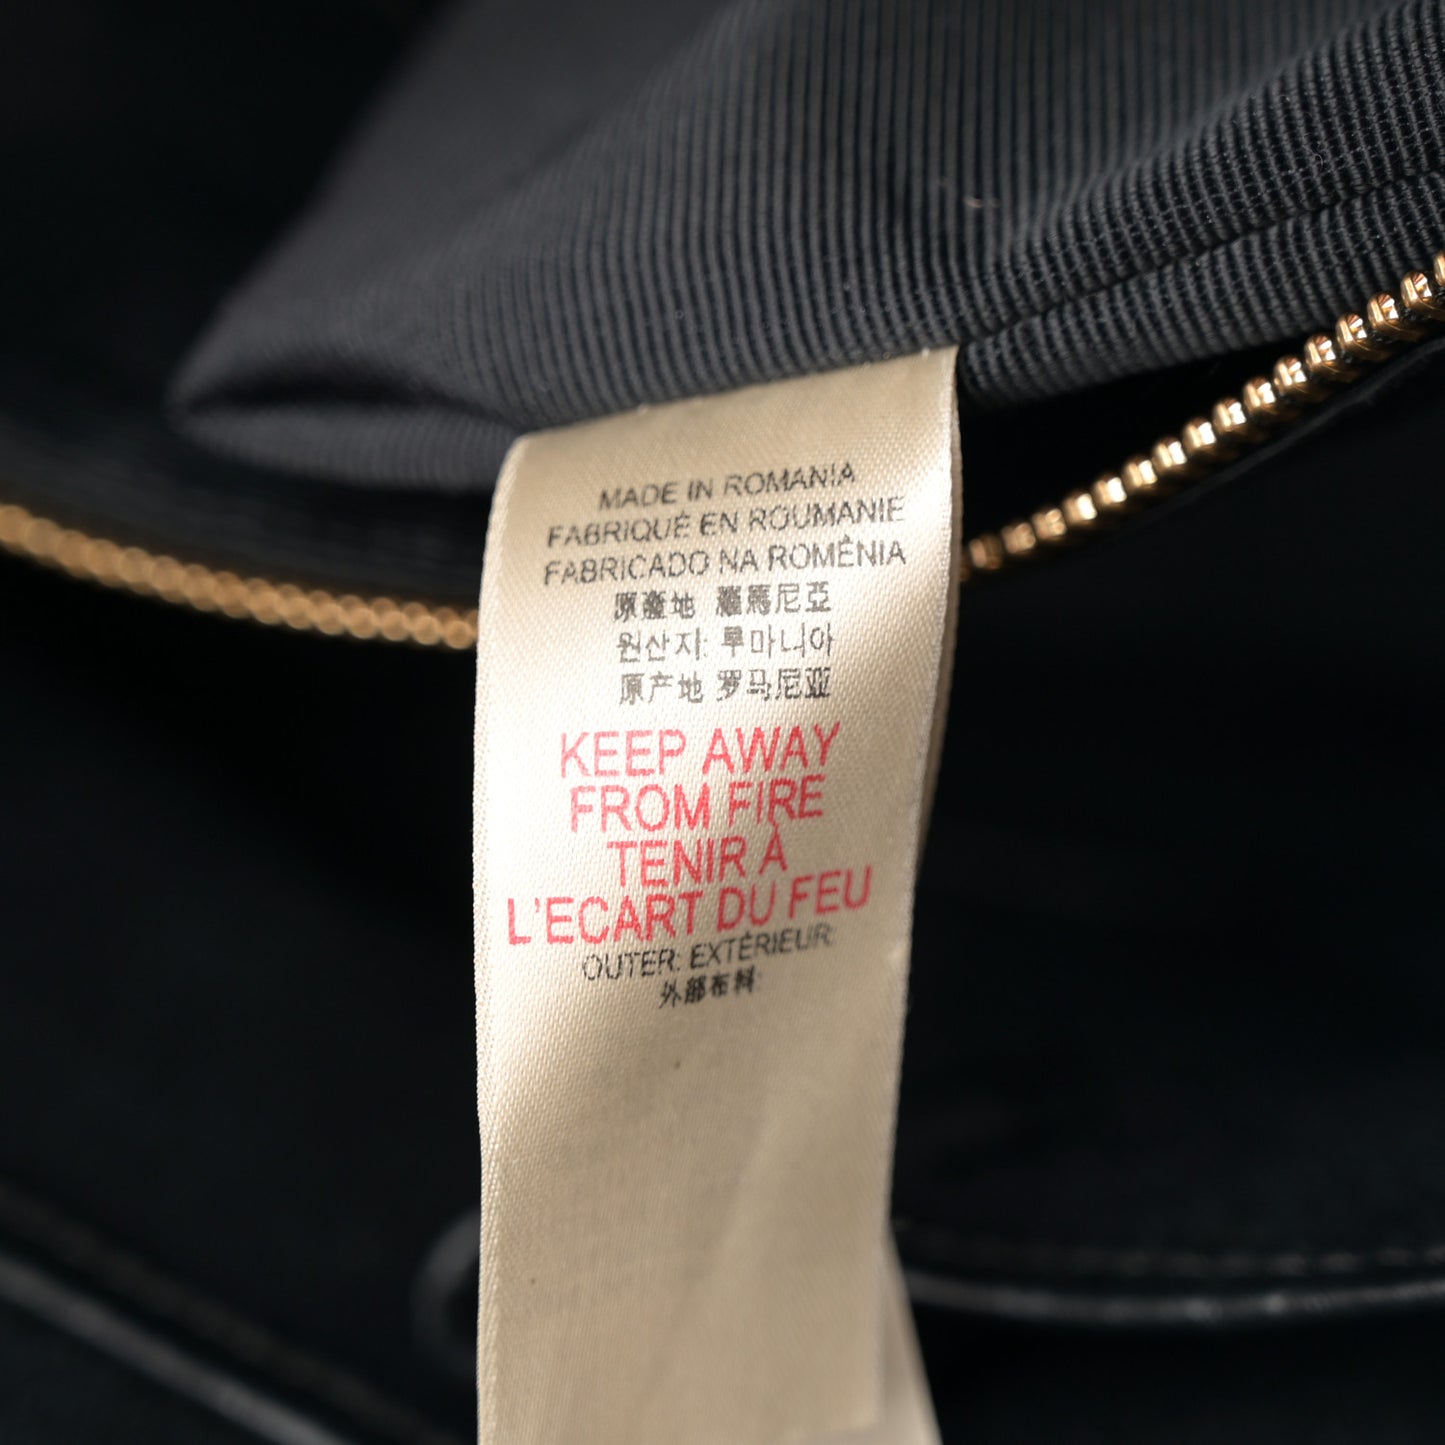 MADE IN ROMANIA
FABRIQUÉ EN ROUMANIE
FABRICADO NA ROMÉNIA
原產地 羅馬尼亞
원산지: 루마니아
原产地 罗马尼亚
KEEP AWAY
FROM FIRE
TENIR À
L'ECART DU FEU
OUTER: EXTÉRIEUR:
外部布料: